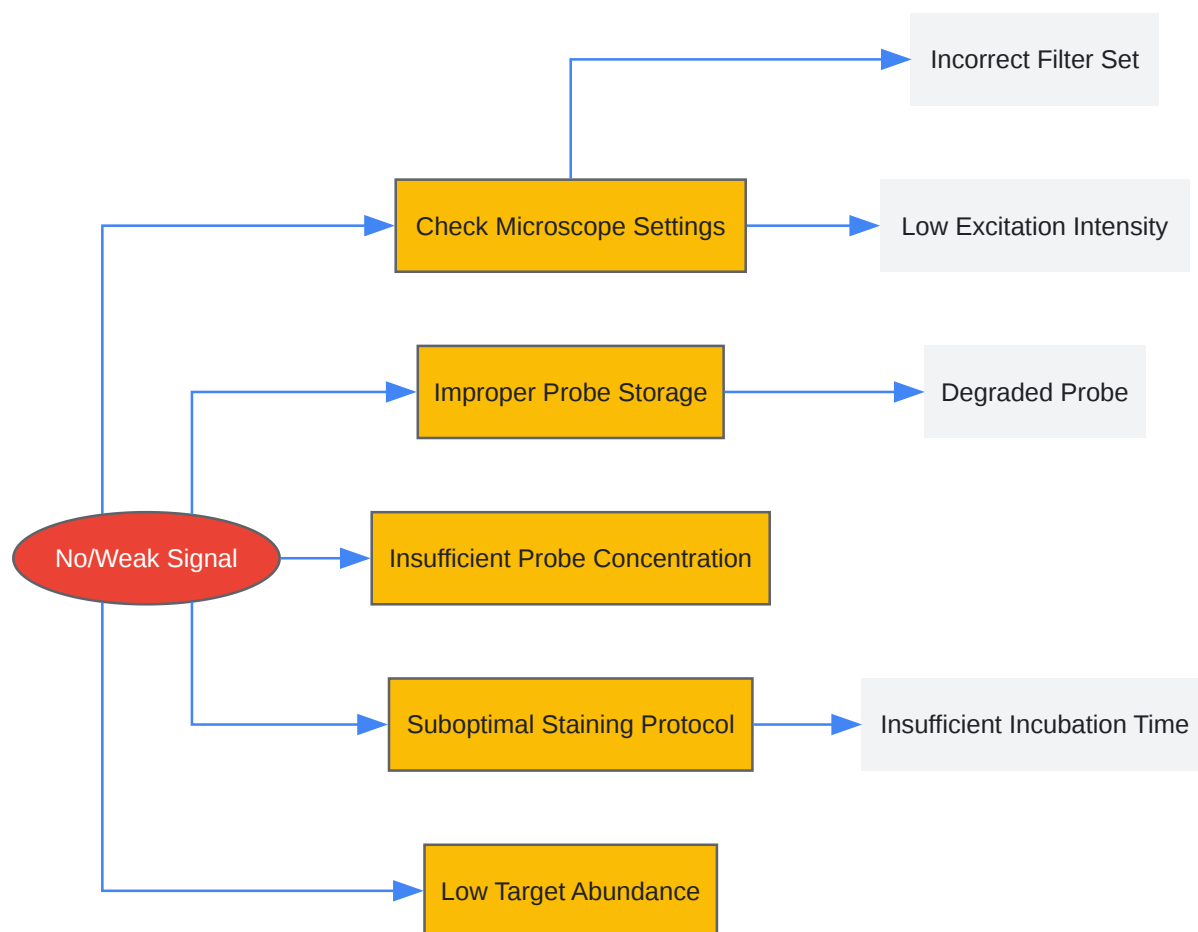 Incorrect Filter Set
Check Microscope Settings
Low Excitation Intensity
Improper Probe Storage
Degraded Probe
No/Weak Signal
Insufficient Probe Concentration
Suboptimal Staining Protocol
Insufficient Incubation Time
Low Target Abundance